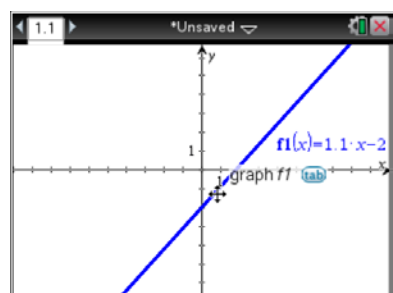 1.1
*Unsaved
y
1
f1(x)=1.1·x−2
x
1
graph f1 tab